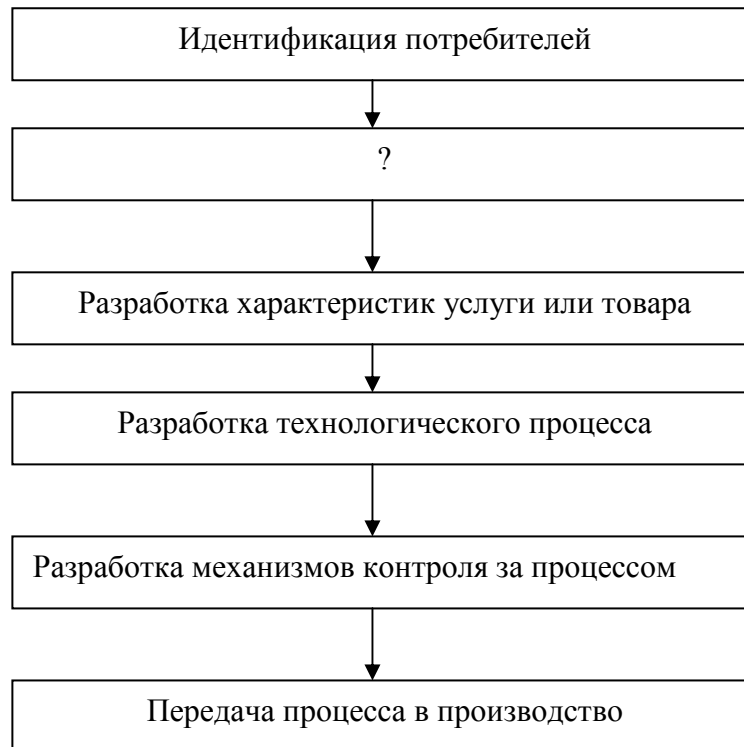 Идентификация потребителей
?
Разработка характеристик услуги или товара
Разработка технологического процесса
Разработка механизмов контроля за процессом
Передача процесса в производство